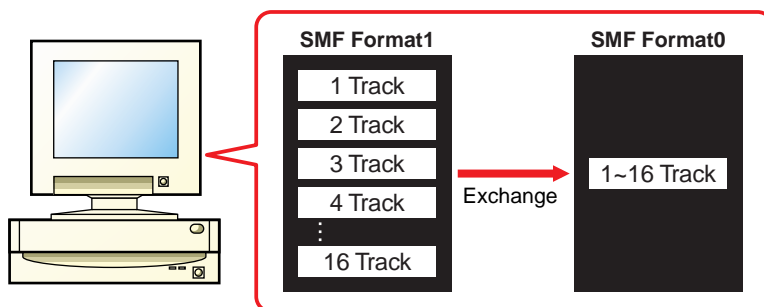 SMF Format1
1 Track
2 Track
3 Track
4 Track
⋮
16 Track
Exchange
SMF Format0
1~16 Track